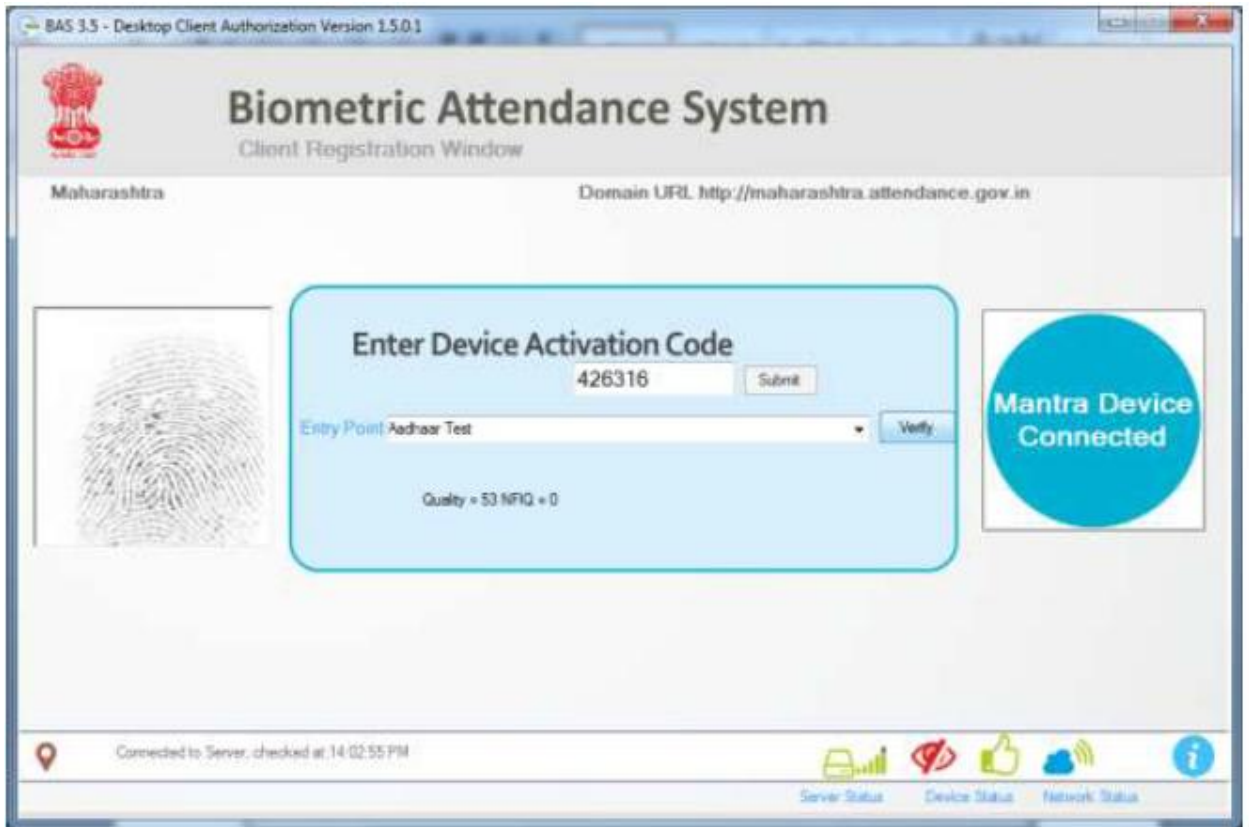 BAS 3.5 - Desktop Client Authorization Version 1.5.0.1
Biometric Attendance System
Client Registration Window
Maharashtra
Domain URL http://maharashtra.attendance.gov.in
Enter Device Activation Code
426316
Submit
Entry Point Aadhaar Test
Verify
Quality = 53 NFIQ = 0
Mantra Device
Connected
Connected to Server, checked at 14:02:55 PM
Server Status
Device Status
Network Status